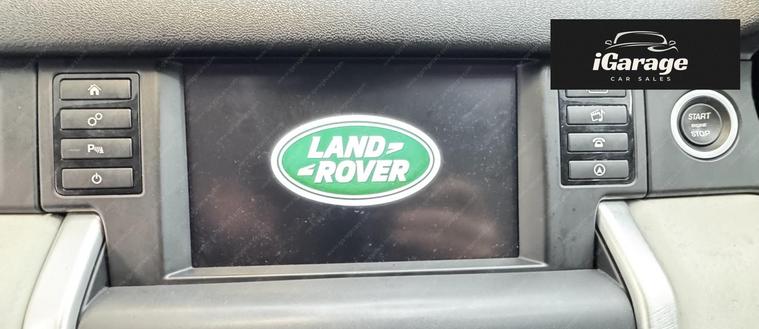 iGarage
CAR SALES
LAND
ROVER
P
START
ENGINE
STOP